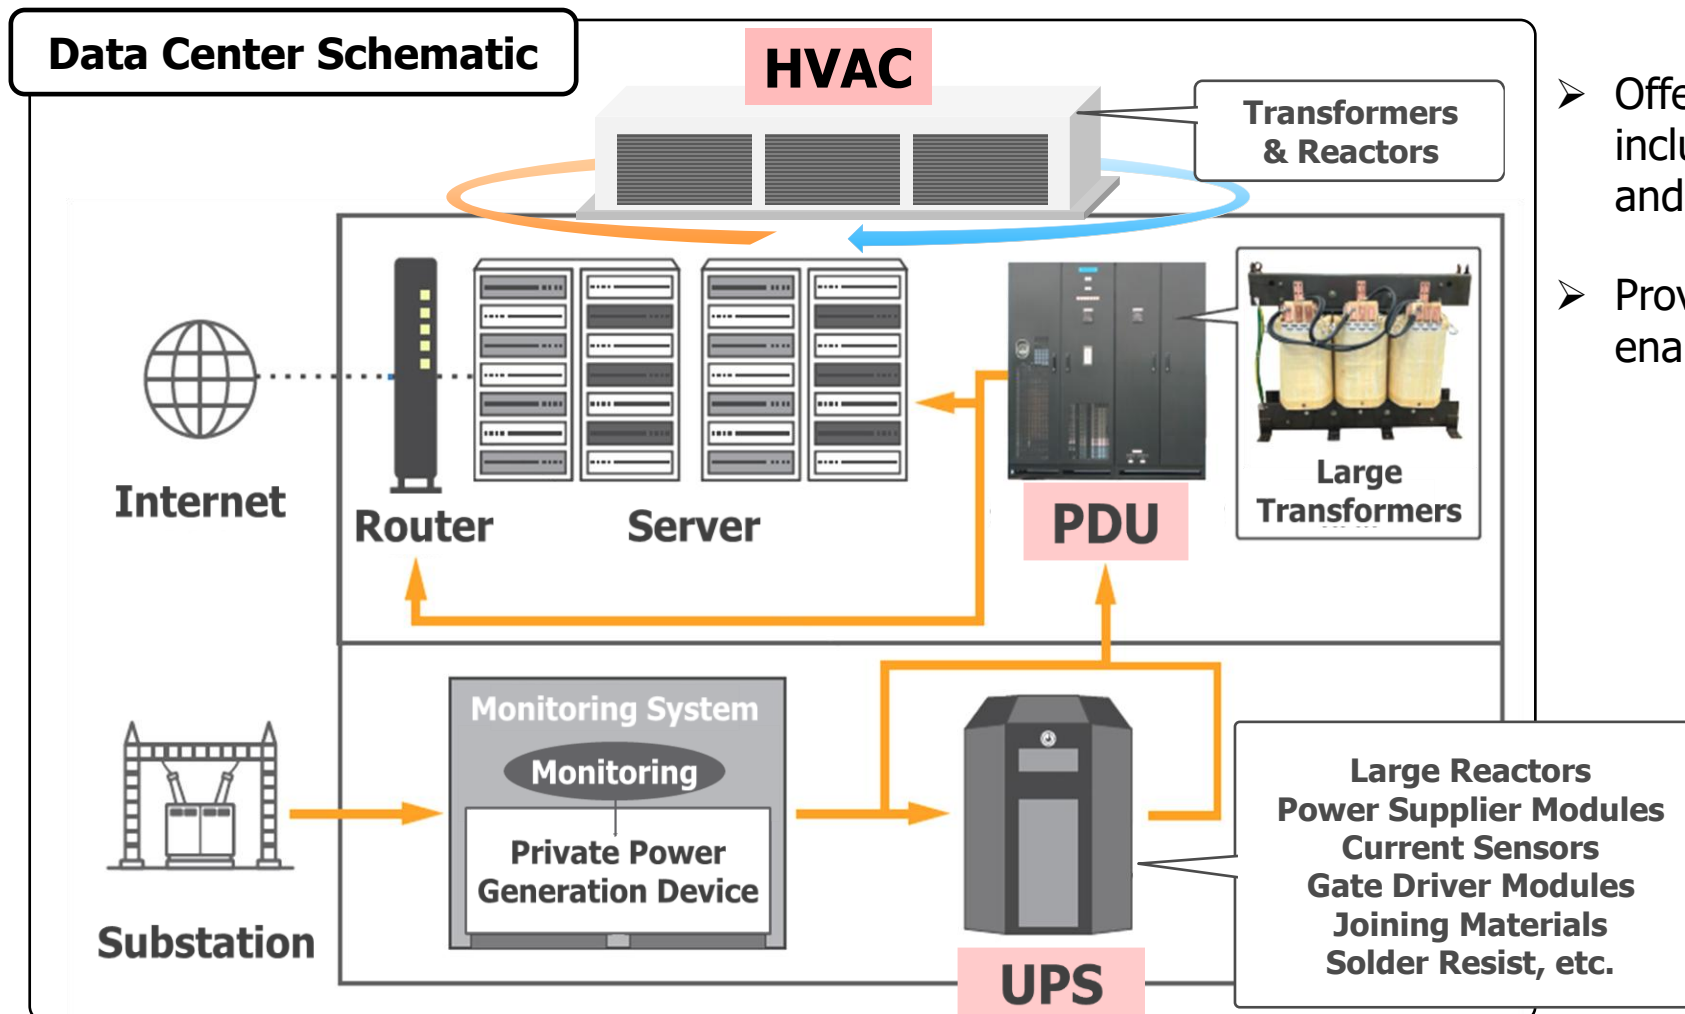 Data Center Schematic
HVAC
Transformers
& Reactors
Internet
Router
Server
PDU
Large
Transformers
Monitoring System
Monitoring
Private Power
Generation Device
Substation
UPS
Large Reactors
Power Supplier Modules
Current Sensors
Gate Driver Modules
Joining Materials
Solder Resist, etc.
➢ Offe
inclu
and
➢ Prov
ena